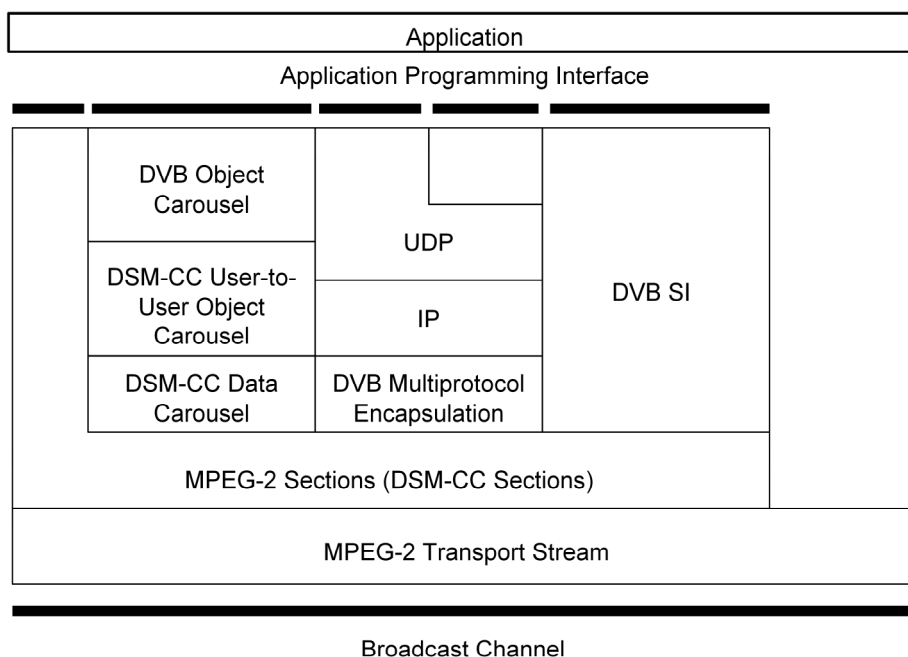 Application
Application Programming Interface
DVB Object
Carousel
UDP
DSM-CC User-to-
User Object
Carousel
IP
DVB SI
DSM-CC Data
Carousel
DVB Multiprotocol
Encapsulation
MPEG-2 Sections (DSM-CC Sections)
MPEG-2 Transport Stream
Broadcast Channel